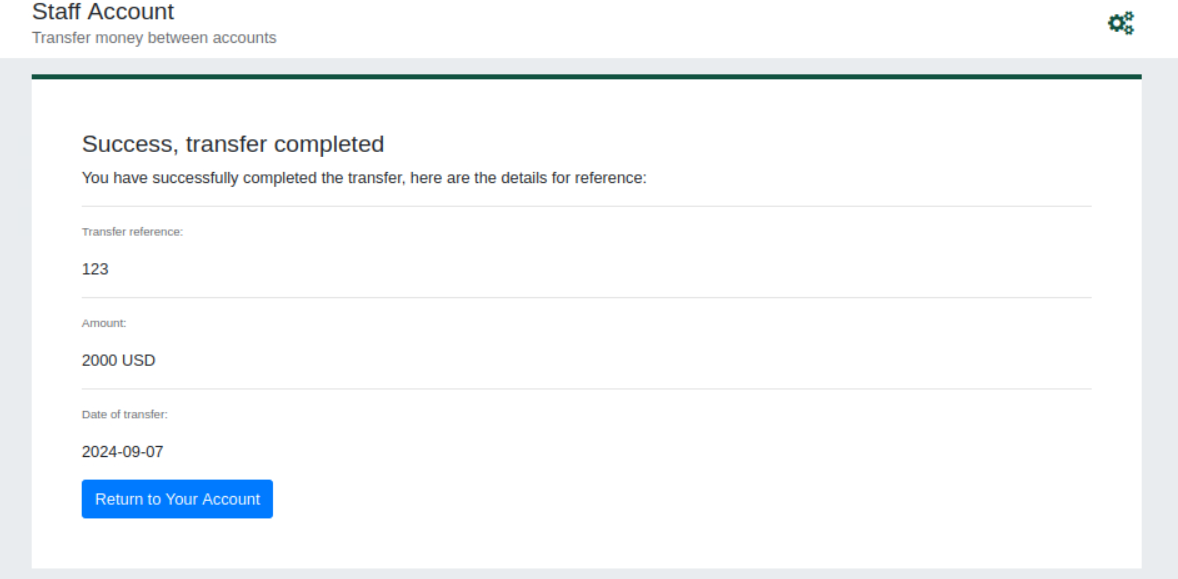 Staff Account
Transfer money between accounts
Success, transfer completed
You have successfully completed the transfer, here are the details for reference:
Transfer reference:
123
Amount:
2000 USD
Date of transfer:
2024-09-07
Return to Your Account